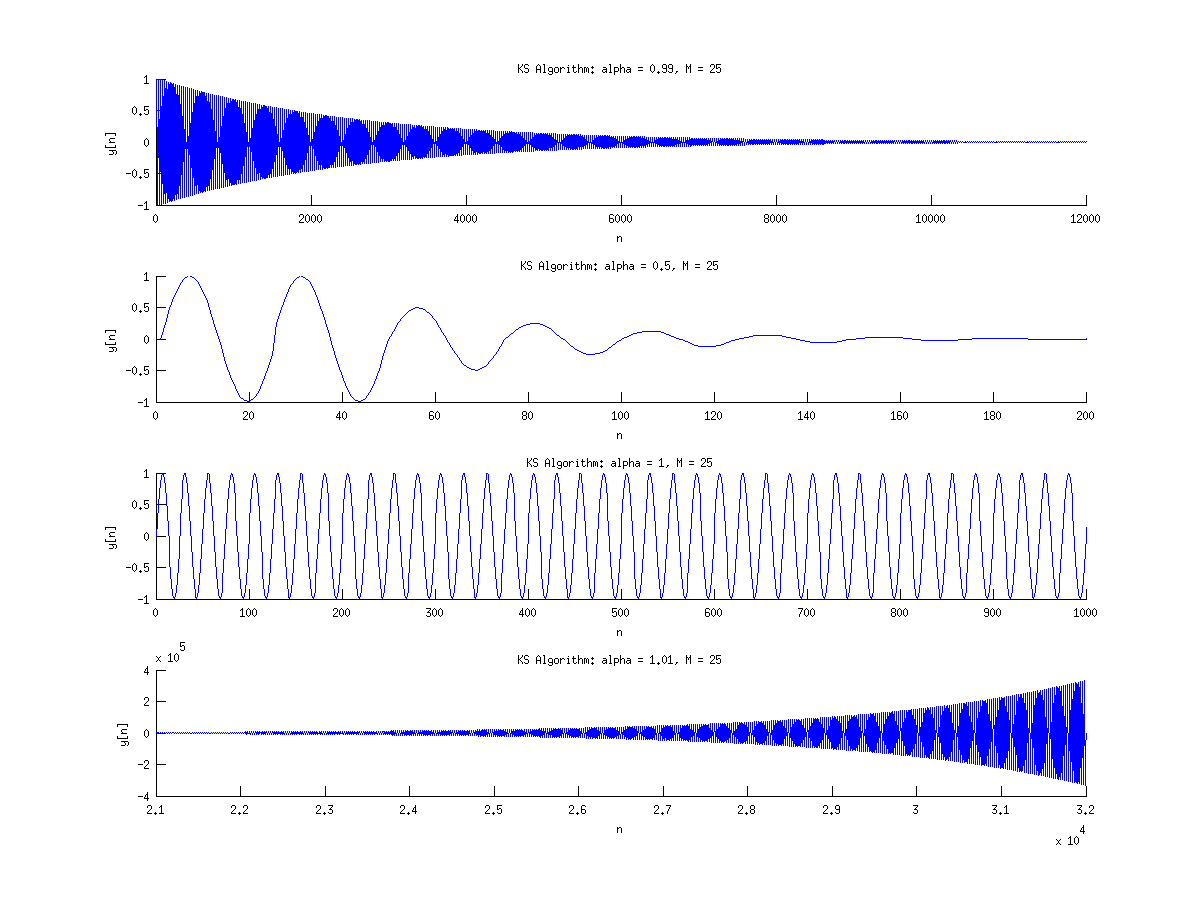 KS Algorithm: alpha = 0.99, M = 25
1
0.5
0
-0.5
-1
y[n]
0 2000 4000 6000 8000 10000 12000
n
KS Algorithm: alpha = 0.5, M = 25
1
0.5
0
-0.5
-1
y[n]
0 20 40 60 80 100 120 140 160 180 200
n
KS Algorithm: alpha = 1, M = 25
1
0.5
0
-0.5
-1
y[n]
0 100 200 300 400 500 600 700 800 900 1000
n
x 10^5
KS Algorithm: alpha = 1.01, M = 25
4
2
0
-2
-4
y[n]
2.1 2.2 2.3 2.4 2.5 2.6 2.7 2.8 2.9 3 3.1 3.2
n
x 10^4